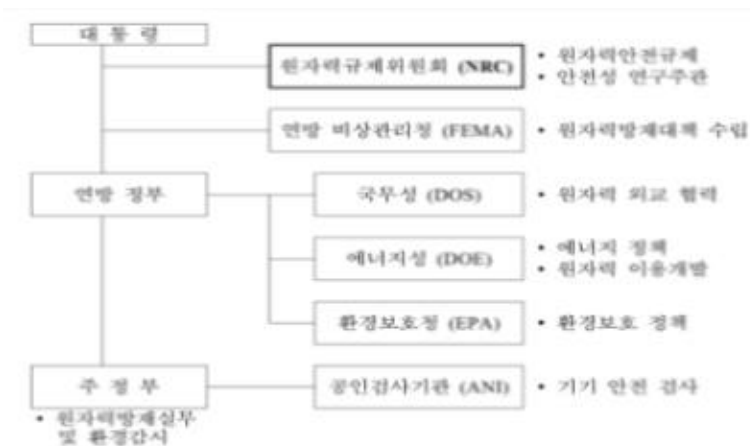 대 통 령
원자력규제위원회 (NRC)
• 원자력안전규제
• 안전성 연구주관
연방 비상관리청 (FEMA)
• 원자력방재대책 수립
연방 정부
국무성 (DOS)
• 원자력 외교 협력
에너지성 (DOE)
• 에너지 정책
• 원자력 이용개발
환경보호청 (EPA)
• 환경보호 정책
주 정 부
공인검사기관 (ANI)
• 기기 안전 검사
• 원자력방재실무
및 환경감시